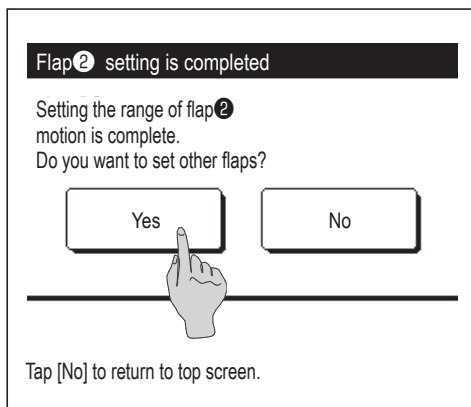 Flap❷ setting is completed
Setting the range of flap❷
motion is complete.
Do you want to set other flaps?
Yes
No
Tap [No] to return to top screen.